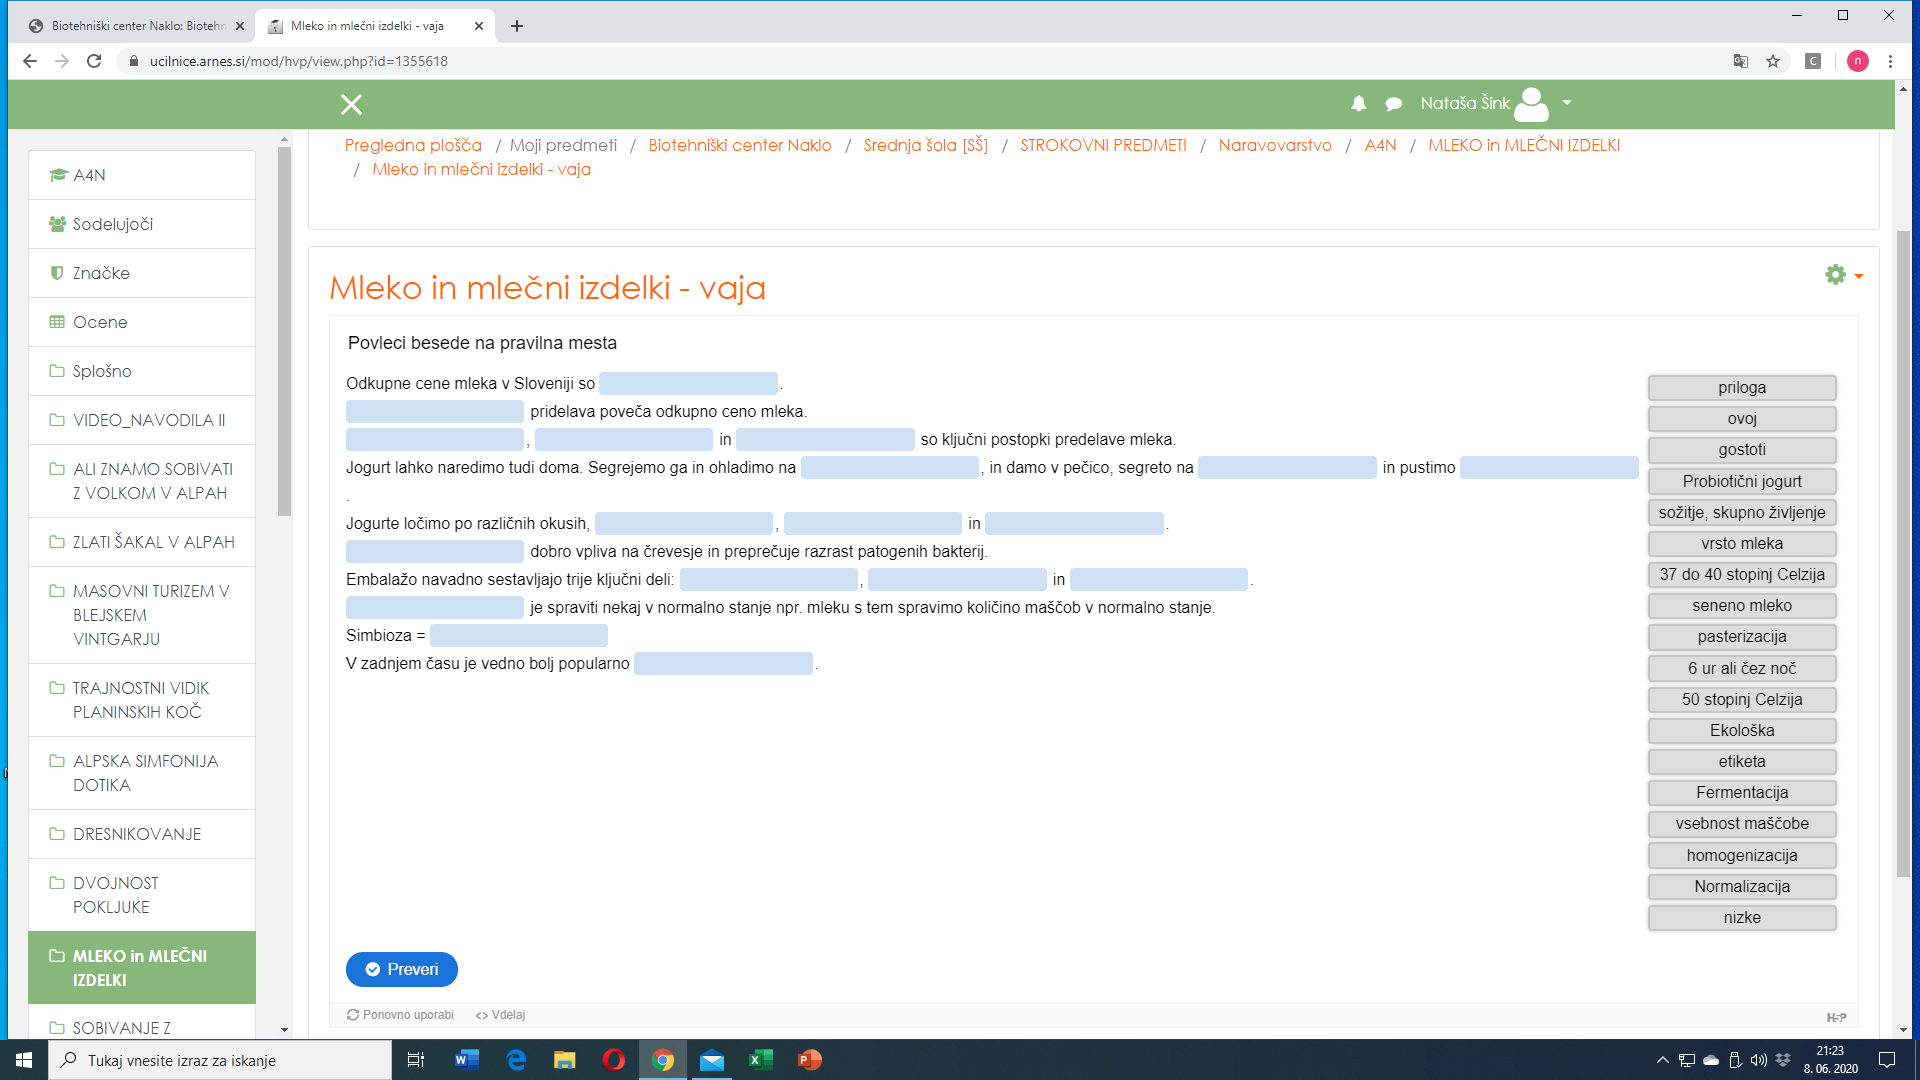 Biotehniški center Naklo: Biotehn
Mleko in mlečni izdelki - vaja
ucilnice.arnes.si/mod/hvp/view.php?id=1355618
C
n
Nataša Šink
Pregledna plošča / Moji predmeti / Biotehniški center Naklo / Srednja šola [SŠ] / STROKOVNI PREDMETI / Naravovarstvo / A4N / MLEKO in MLEČNI IZDELKI
/ Mleko in mlečni izdelki - vaja
A4N
Sodelujoči
Značke
Ocene
Splošno
VIDEO_NAVODILA II
ALI ZNAMO SOBIVATI
Z VOLKOM V ALPAH
ZLATI ŠAKAL V ALPAH
MASOVNI TURIZEM V
BLEJSKEM
VINTGARJU
TRAJNOSTNI VIDIK
PLANINSKIH KOČ
ALPSKA SIMFONIJA
DOTIKA
DRESNIKOVANJE
DVOJNOST
POKLJUKE
MLEKO in MLEČNI
IZDELKI
SOBIVANJE Z
Mleko in mlečni izdelki - vaja
Povleci besede na pravilna mesta
Odkupne cene mleka v Sloveniji so .
pridelava poveča odkupno ceno mleka.
, in so ključni postopki predelave mleka.
Jogurt lahko naredimo tudi doma. Segrejemo ga in ohladimo na , in damo v pečico, segreto na in pustimo
.
Jogurte ločimo po različnih okusih, , in .
dobro vpliva na črevesje in preprečuje razrast patogenih bakterij.
Embalažo navadno sestavljajo trije ključni deli: , in .
je spraviti nekaj v normalno stanje npr. mleku s tem spravimo količino maščob v normalno stanje.
Simbioza =
V zadnjem času je vedno bolj popularno .
priloga
ovoj
gostoti
Probiotični jogurt
sožitje, skupno življenje
vrsto mleka
37 do 40 stopinj Celzija
seneno mleko
pasterizacija
6 ur ali čez noč
50 stopinj Celzija
Ekološka
etiketa
Fermentacija
vsebnost maščobe
homogenizacija
Normalizacija
nizke
Preveri
Ponovno uporabi
<> Vdelaj
H-P
Tukaj vnesite izraz za iskanje
21:23
8. 06. 2020